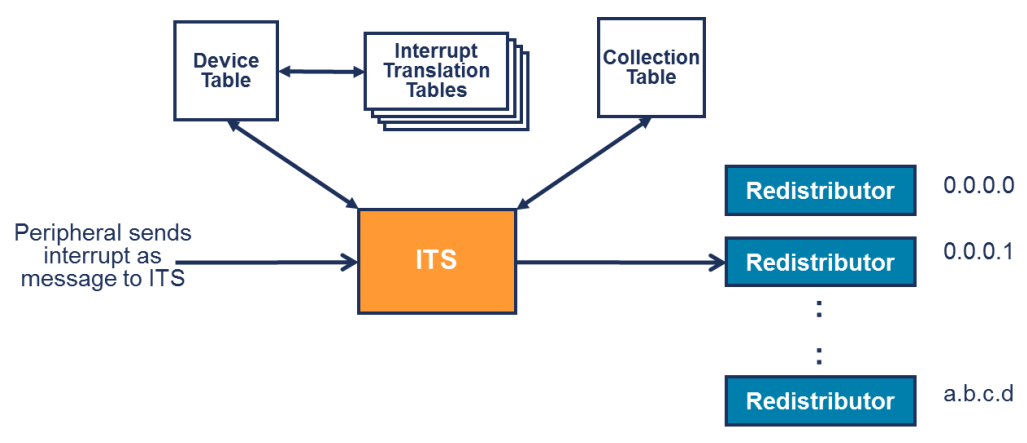 Device
Table
Interrupt
Translation
Tables
Collection
Table
Peripheral sends
interrupt as
message to ITS
ITS
Redistributor
0.0.0.0
Redistributor
0.0.0.1
:
:
Redistributor
a.b.c.d